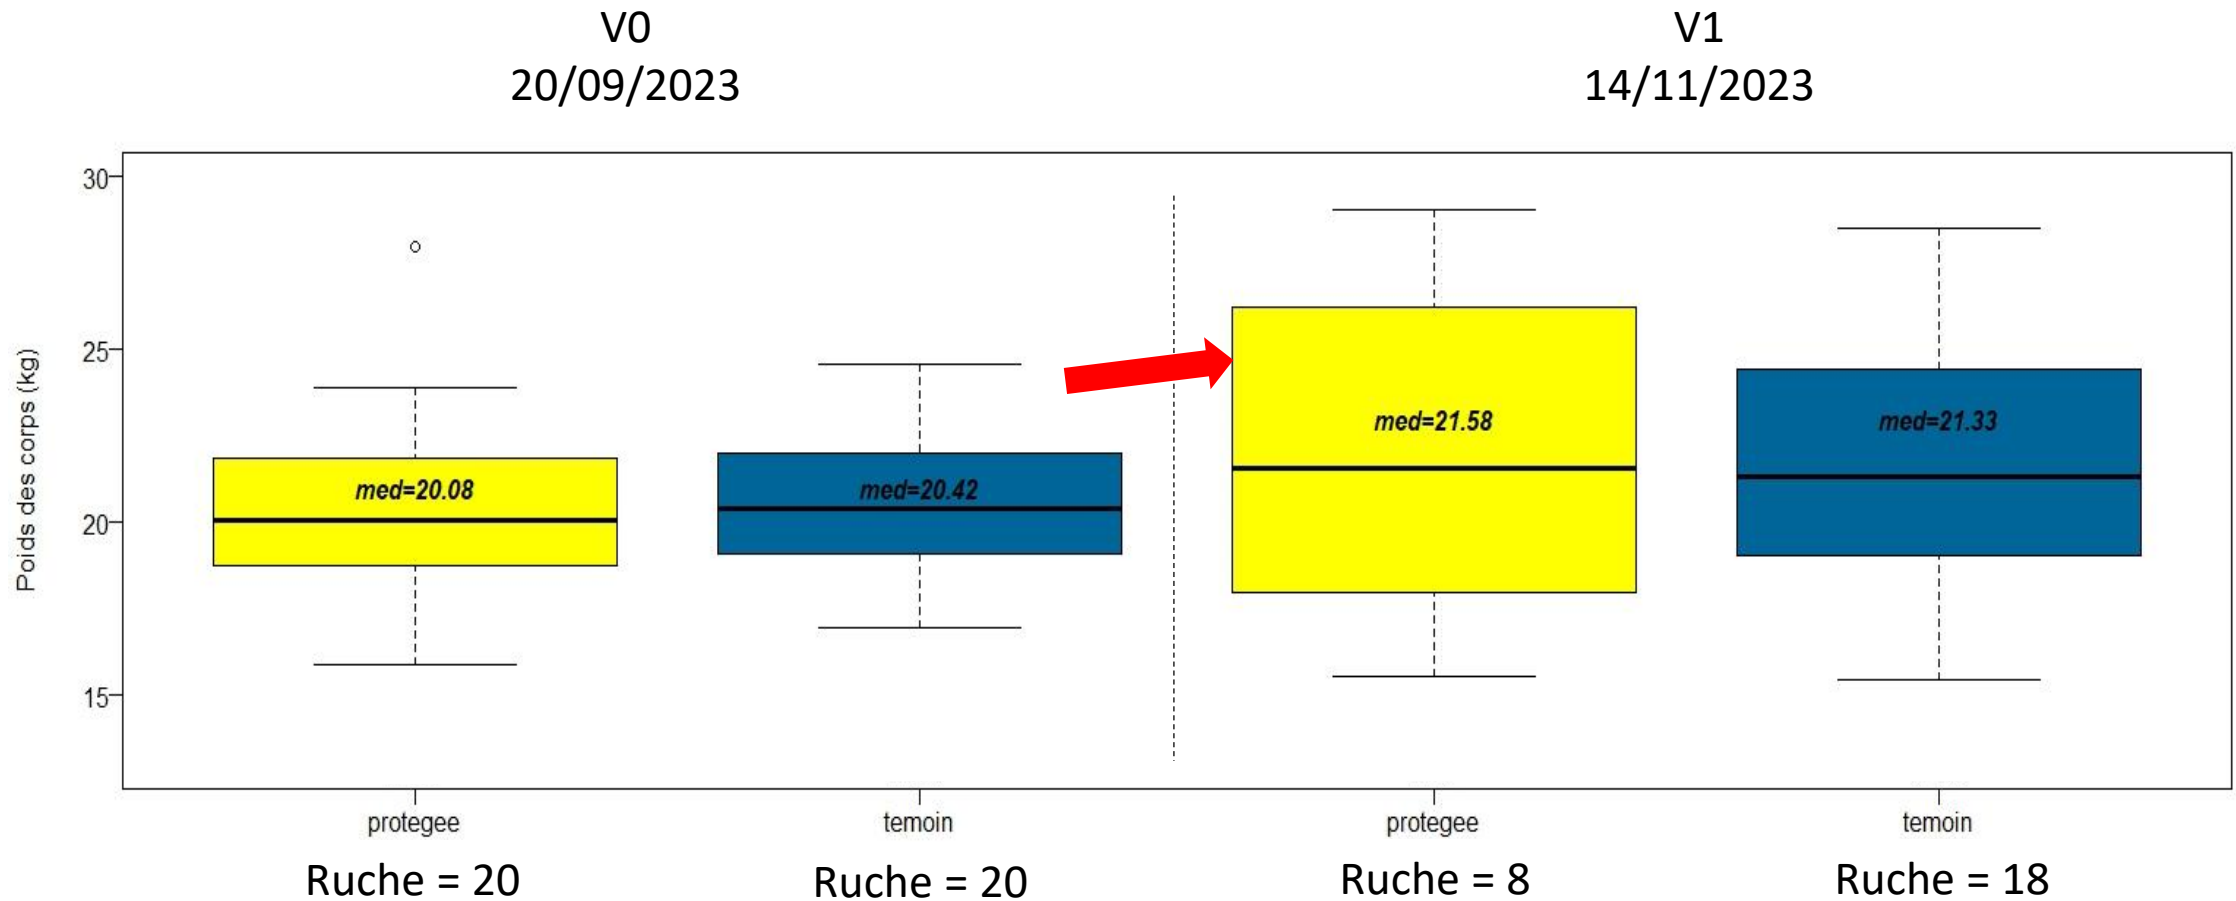 V0
20/09/2023
V1
14/11/2023
Poids des corps (kg)
30
25
20
15
med=20.08
med=20.42
med=21.58
med=21.33
protegee
temoin
protegee
temoin
Ruche = 20
Ruche = 20
Ruche = 8
Ruche = 18